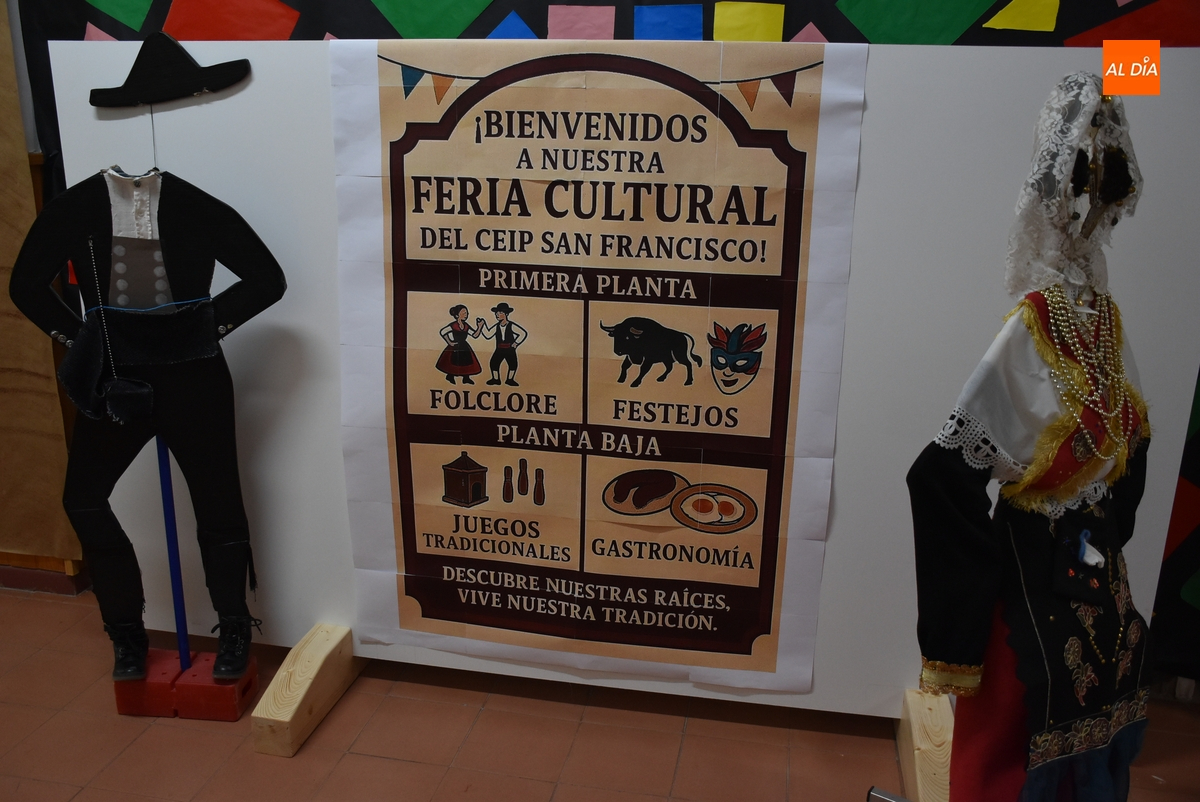 AL DÍA
¡BIENVENIDOS
A NUESTRA
FERIA CULTURAL
DEL CEIP SAN FRANCISCO!
PRIMERA PLANTA
FOLCLORE
FESTEJOS
PLANTA BAJA
JUEGOS
TRADICIONALES
GASTRONOMÍA
DESCUBRE NUESTRAS RAÍCES,
VIVE NUESTRA TRADICIÓN.